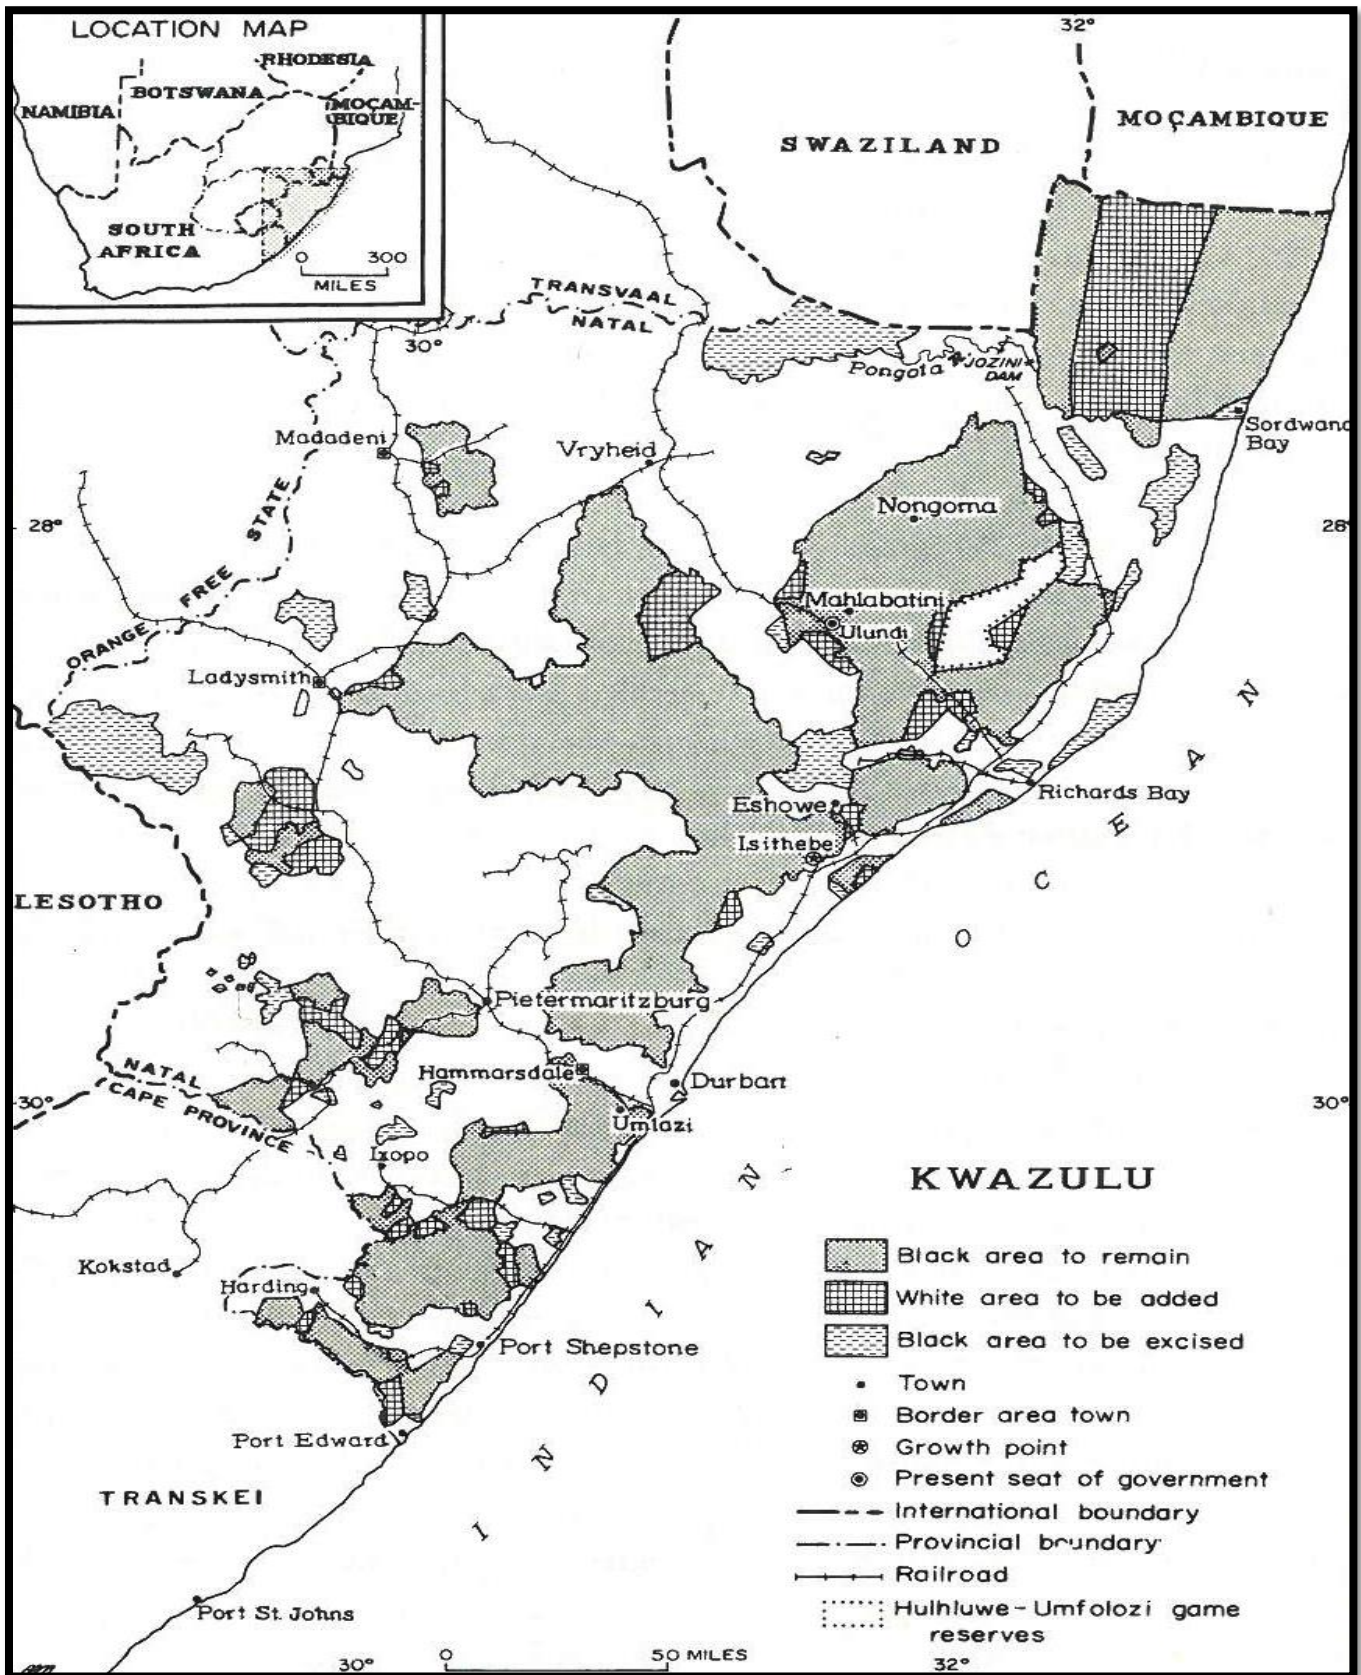 LOCATION MAP
RHODESIA
BOTSWANA
NAMIBIA
MOÇAM-
BIQUE
SOUTH
AFRICA
0 300
MILES
32°
SWAZILAND
MOÇAMBIQUE
TRANSVAAL
NATAL
30°
Pongola
JOZINI
DAM
Sordwana
Bay
Madadeni
Vryheid
Nongoma
28°
28°
ORANGE FREE STATE
Mahlabatini
Ulundi
Ladysmith
Richards Bay
Eshowe
Isithebe
LESOTHO
Pietermaritzburg
Hammarsdale
Durban
Umlazi
NATAL
CAPE PROVINCE
30°
30°
Ixopo
Kokstad
Harding
Port Shepstone
Port Edward
TRANSKEI
Port St. Johns
INDIAN OCEAN
KWAZULU
Black area to remain
White area to be added
Black area to be excised
Town
Border area town
Growth point
Present seat of government
International boundary
Provincial boundary
Railroad
Hulhluwe-Umfolozi game
reserves
0 50 MILES
30°
32°